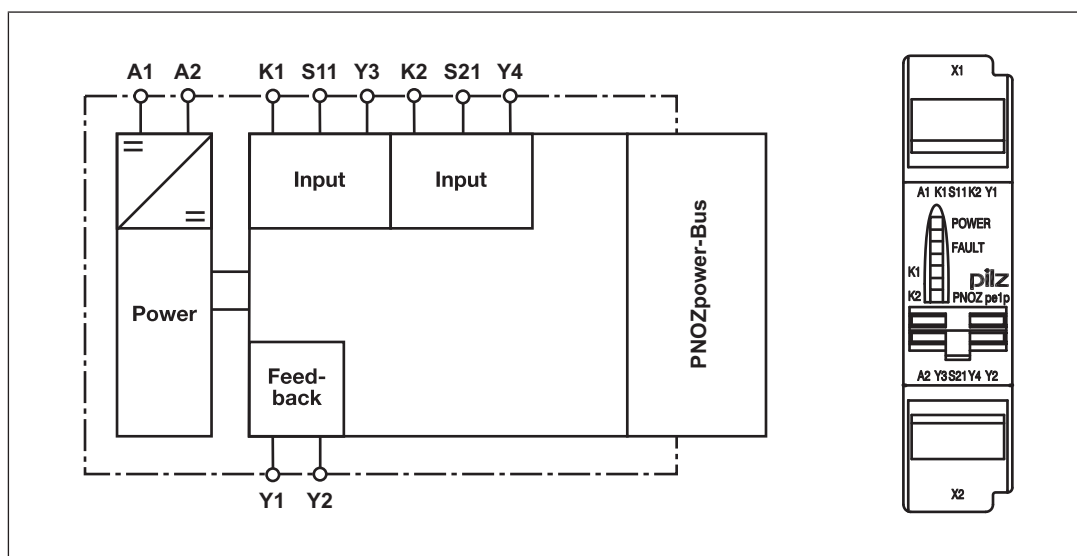 A1 A2 K1 S11 Y3 K2 S21 Y4
Input
Input
Power
Feed-
back
PNOZpower-Bus
Y1 Y2
X1
A1 K1 S11 K2 Y1
POWER
FAULT
K1
pilz
K2
PNOZ pe1p
A2 Y3 S21 Y4 Y2
X2